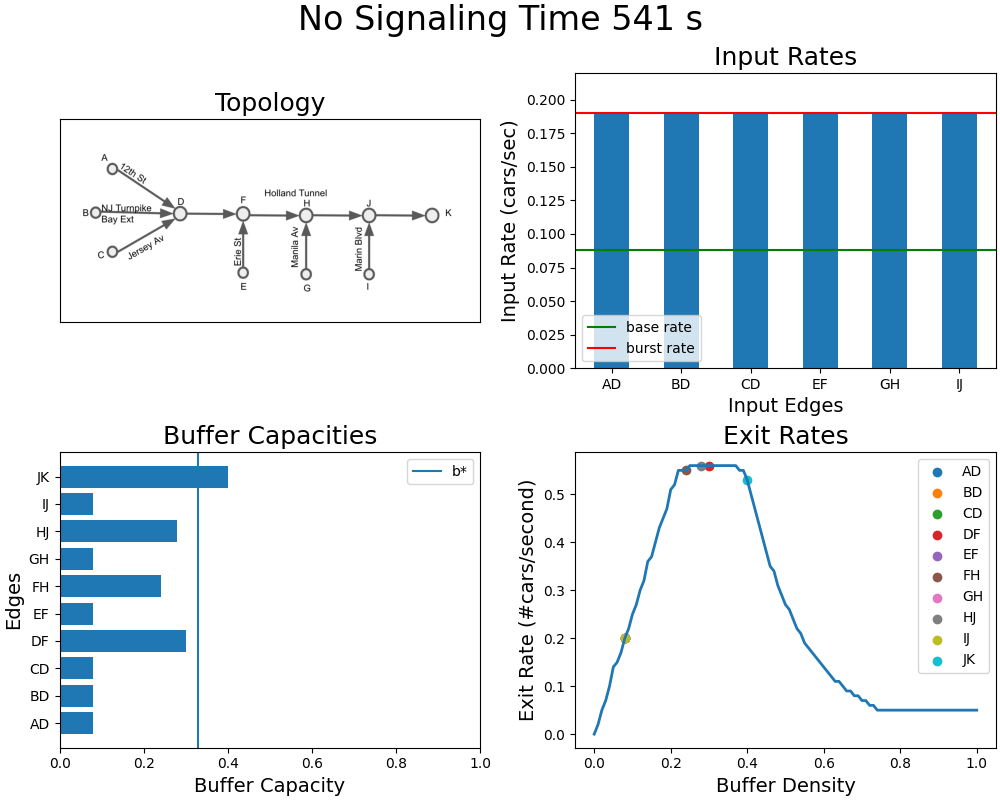 No Signaling Time 541 s
Topology
A
12th St
B
NJ Turnpike
Bay Ext
C
Jersey Av
D
F
Holland Tunnel
H
J
K
Erie St
E
Manila Av
G
Marin Blvd
I
Input Rates
Input Rate (cars/sec)
0.200
0.175
0.150
0.125
0.100
0.075
0.050
0.025
0.000
base rate
burst rate
AD BD CD EF GH IJ
Input Edges
Buffer Capacities
Edges
JK
IJ
HJ
GH
FH
EF
DF
CD
BD
AD
b*
0.0 0.2 0.4 0.6 0.8 1.0
Buffer Capacity
Exit Rates
Exit Rate (#cars/second)
0.5
0.4
0.3
0.2
0.1
0.0
AD
BD
CD
DF
EF
FH
GH
HJ
IJ
JK
0.0 0.2 0.4 0.6 0.8 1.0
Buffer Density